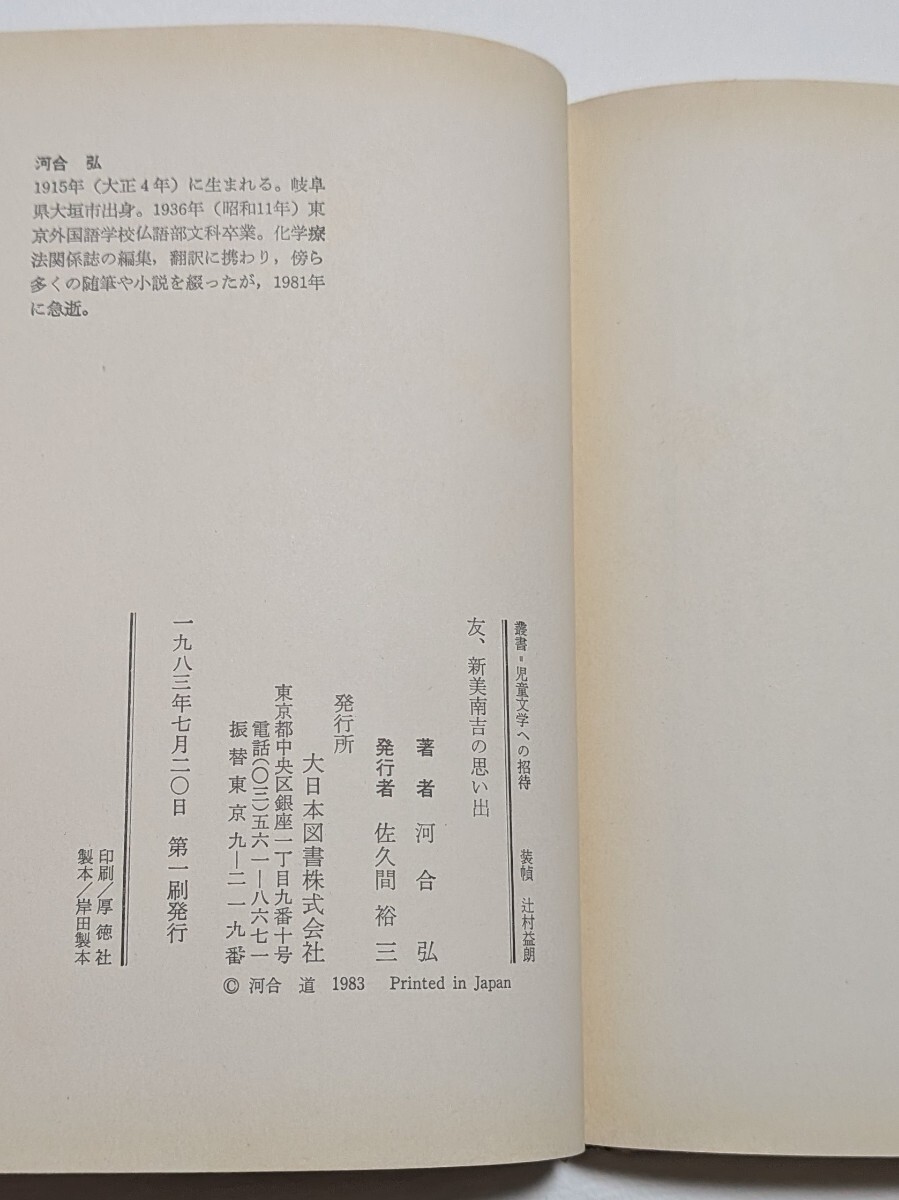 河合　弘
1915年（大正４年）に生まれる。岐阜
県大垣市出身。1936年（昭和11年）東
京外国語学校仏語部文科卒業。化学療
法関係誌の編集，翻訳に携わり，傍ら
多くの随筆や小説を綴ったが，1981年
に急逝。
叢書＝児童文学への招待　装幀　辻村益朗
友、新美南吉の思い出
著者　河合　弘
発行者　佐久間裕三
発行所
大日本図書株式会社
東京都中央区銀座一丁目九番十号
電話(〇三)五六一―八六七一
振替東京九―二一九番
一九八三年七月二〇日　第一刷発行
印刷／厚徳社
製本／岸田製本
© 河合　道　1983　Printed in Japan